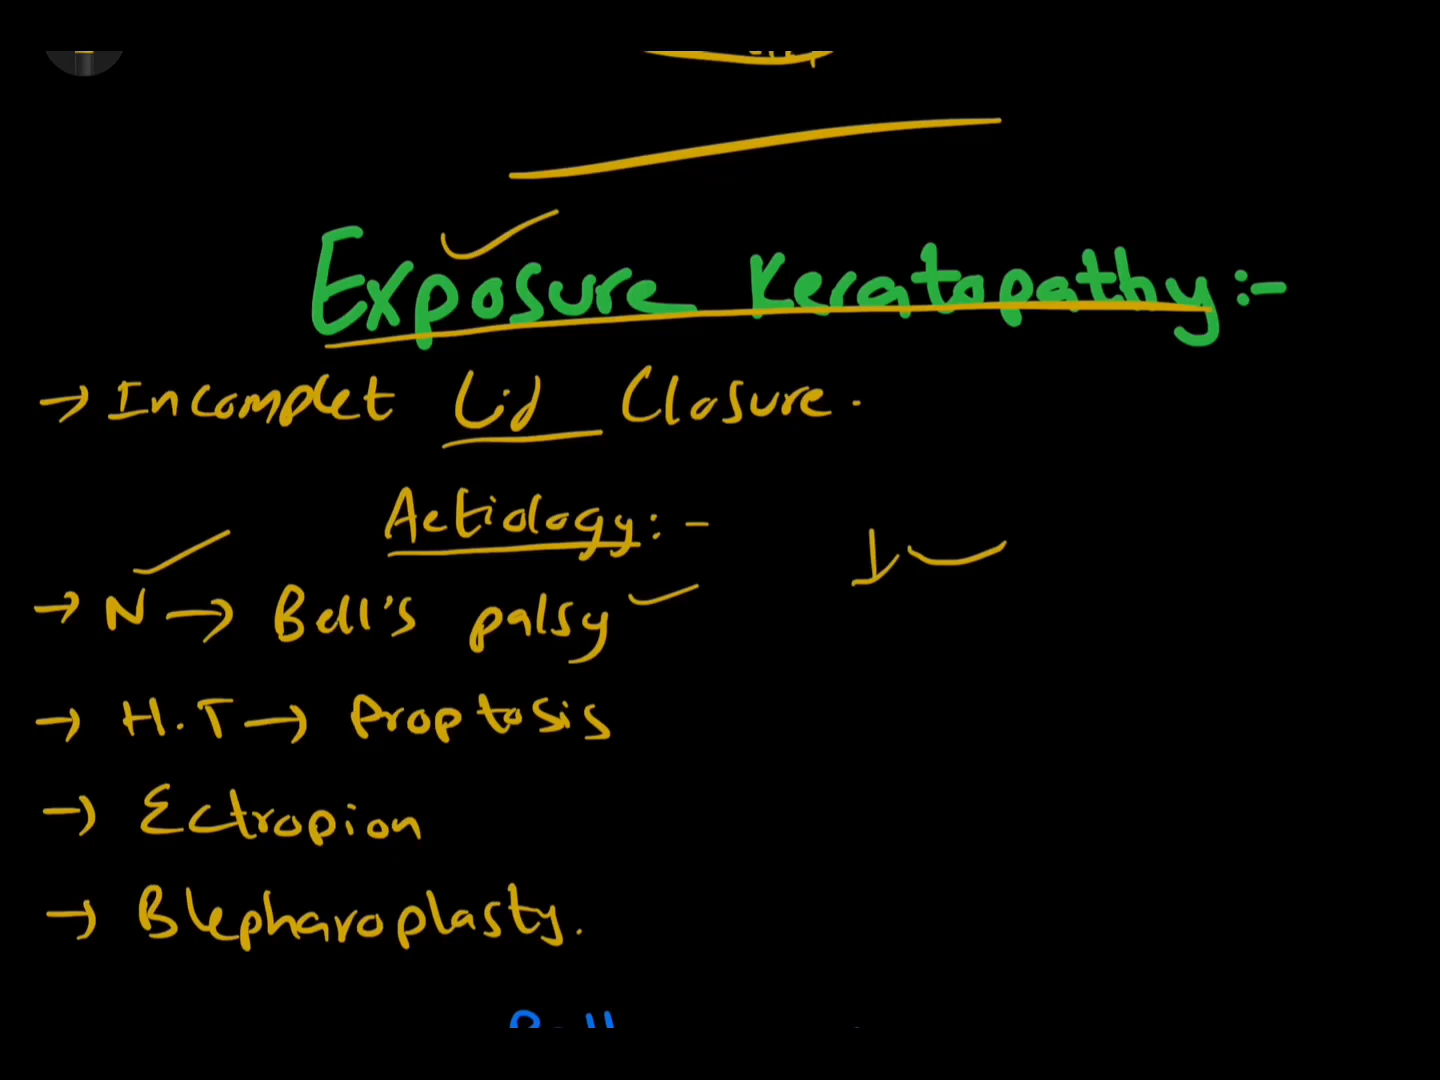 Exposure Keratopathy:-
→ Incomplet Lid Closure.
Aetiology:-
→ N → Bell's palsy
→ H.T → Proptosis
→ Ectropion
→ Blepharoplasty.